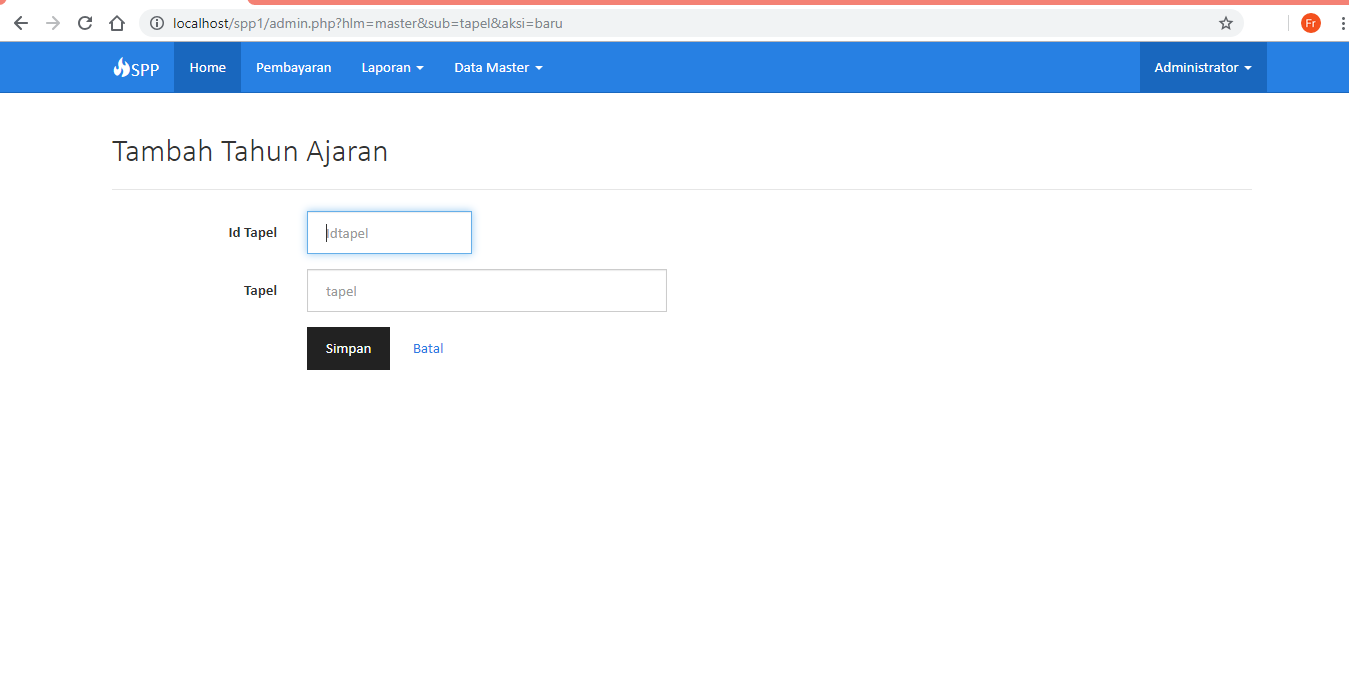 localhost/spp1/admin.php?hlm=master&sub=tapel&aksi=baru
Fr
SPP Home Pembayaran Laporan Data Master Administrator
Tambah Tahun Ajaran
Id Tapel idtapel
Tapel tapel
Simpan Batal